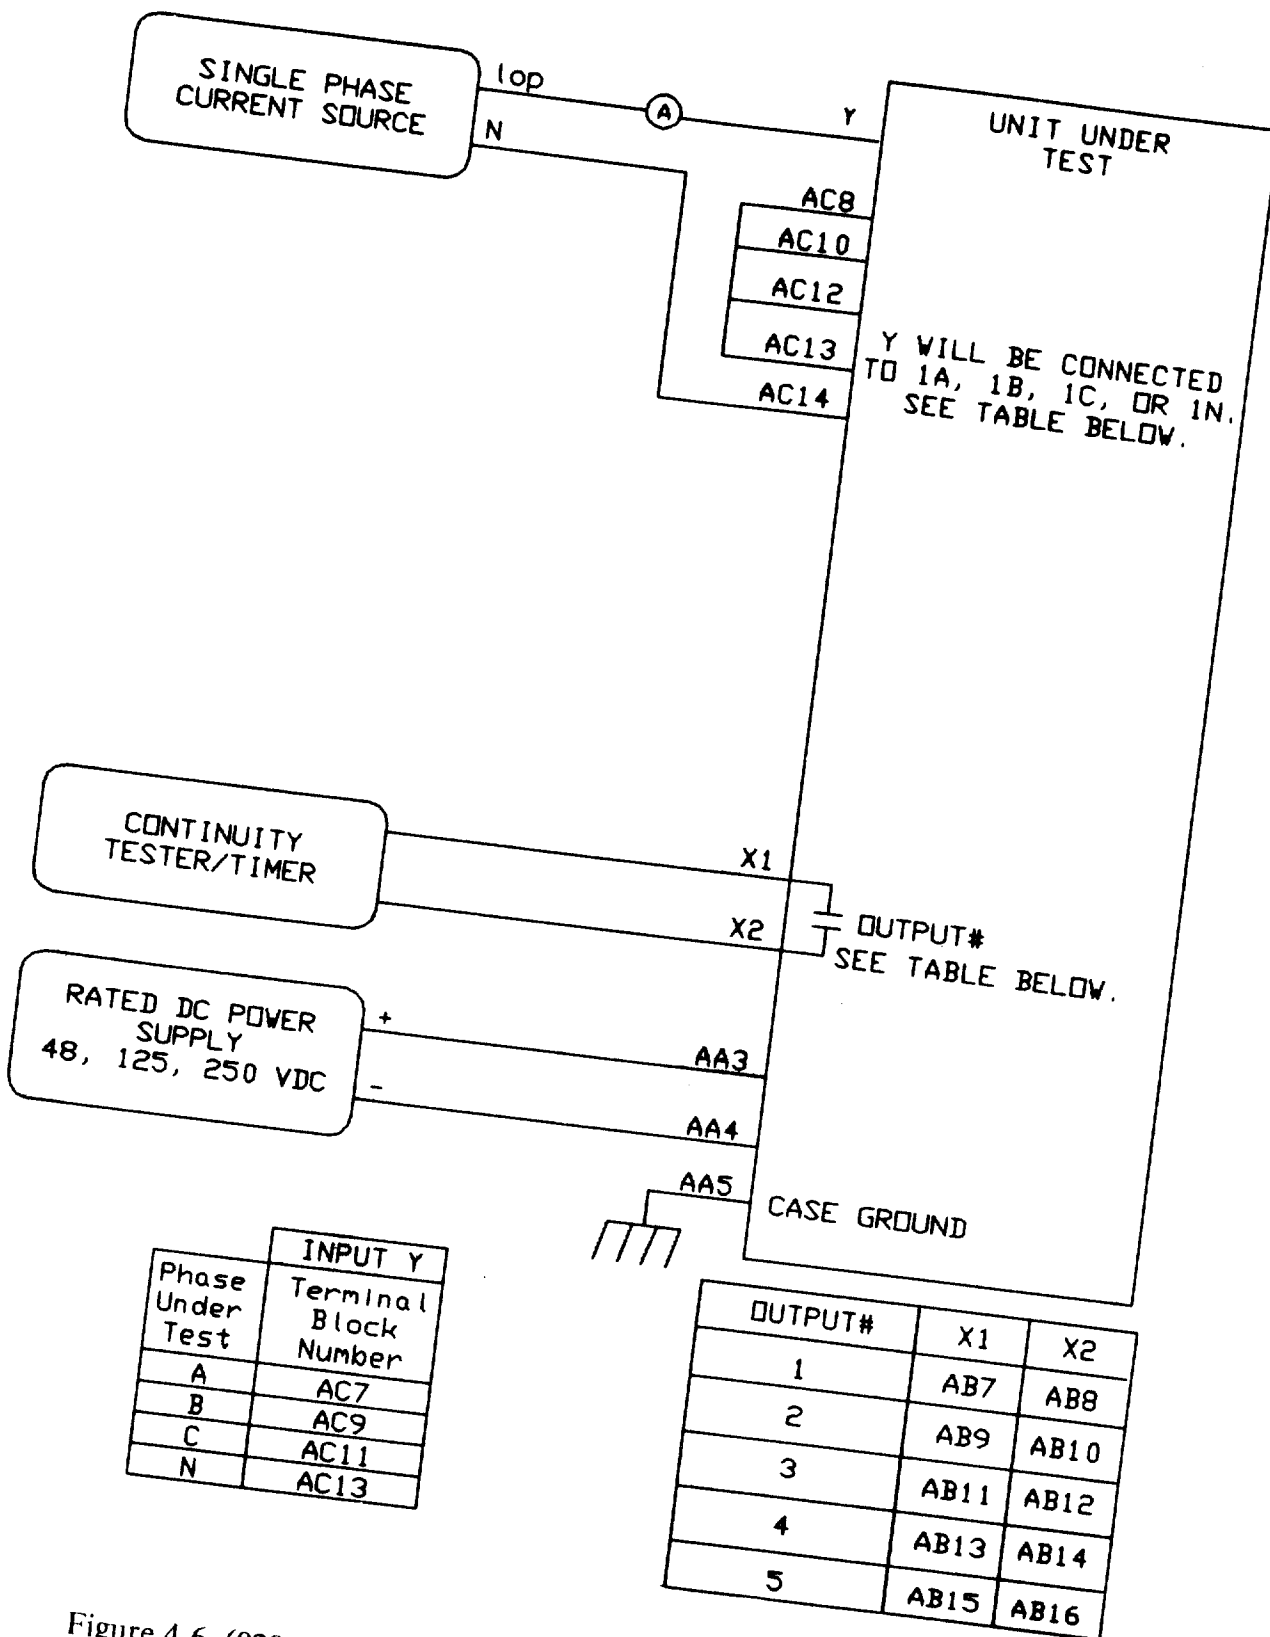 SINGLE PHASE
CURRENT SOURCE
Iop
N
A
Y
UNIT UNDER
TEST
AC8
AC10
AC12
AC13
AC14
Y WILL BE CONNECTED
TO 1A, 1B, 1C, OR 1N.
SEE TABLE BELOW.
CONTINUITY
TESTER/TIMER
X1
X2
OUTPUT#
SEE TABLE BELOW.
RATED DC POWER
SUPPLY
48, 125, 250 VDC
+
-
AA3
AA4
AA5
CASE GROUND
INPUT Y
Phase
Under
Test
Terminal
Block
Number
A AC7
B AC9
C AC11
N AC13
OUTPUT# X1 X2
1 AB7 AB8
2 AB9 AB10
3 AB11 AB12
4 AB13 AB14
5 AB15 AB16
Figure 4-6